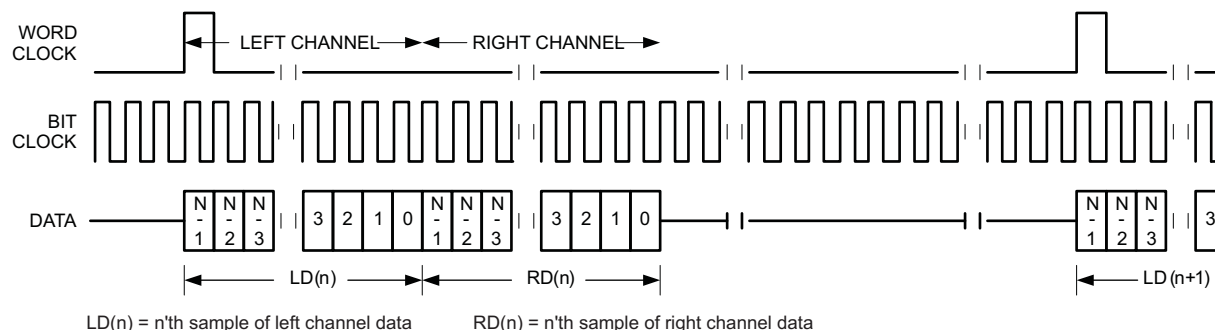 WORD
CLOCK
LEFT CHANNEL
RIGHT CHANNEL
BIT
CLOCK
DATA
N
-
1
N
-
2
N
-
3
3 2 1 0
N
-
1
N
-
2
N
-
3
3 2 1 0
N
-
1
N
-
2
N
-
3
3
LD(n)
RD(n)
LD(n+1)
LD(n) = n'th sample of left channel data
RD(n) = n'th sample of right channel data